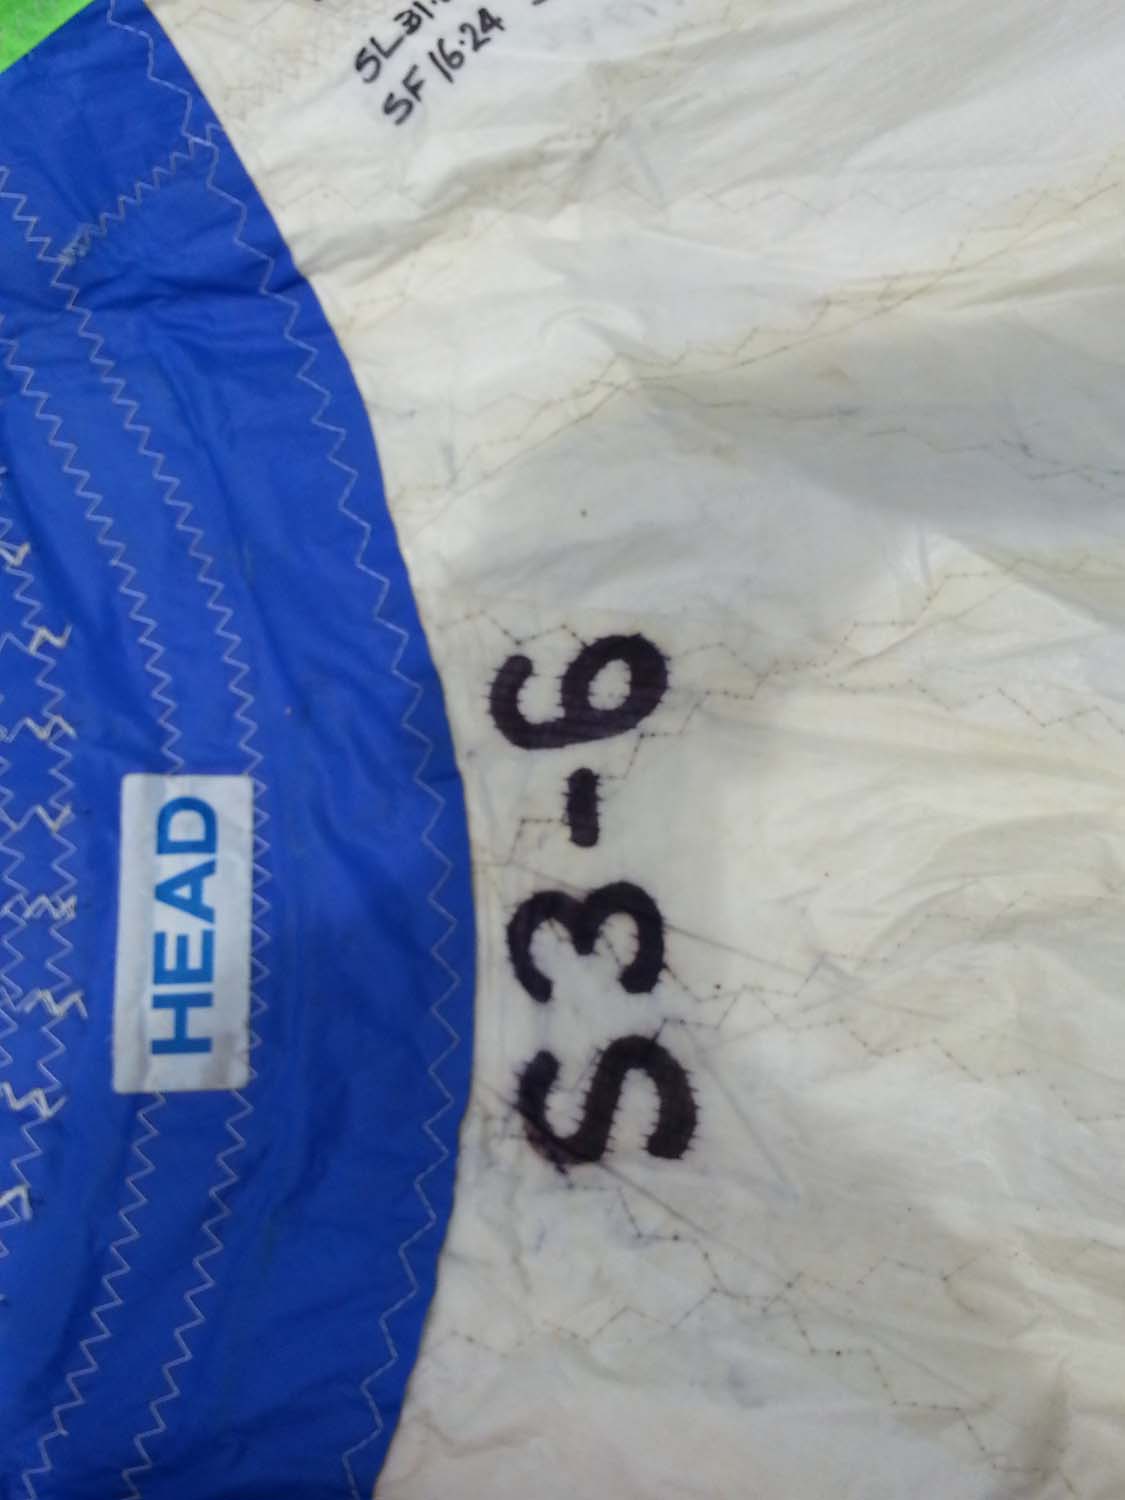 SL 31.
SF 16.24
S3-6
HEAD